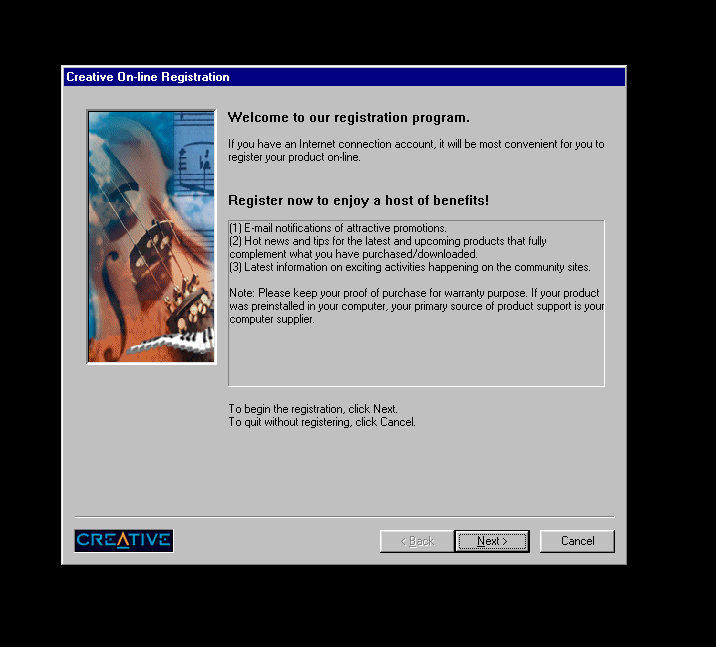 Creative On-line Registration
Welcome to our registration program.
If you have an Internet connection account, it will be most convenient for you to
register your product on-line.
Register now to enjoy a host of benefits!
(1) E-mail notifications of attractive promotions.
(2) Hot news and tips for the latest and upcoming products that fully
complement what you have purchased/downloaded.
(3) Latest information on exciting activities happening on the community sites.
Note: Please keep your proof of purchase for warranty purpose. If your product
was preinstalled in your computer, your primary source of product support is your
computer supplier.
To begin the registration, click Next.
To quit without registering, click Cancel.
CREATIVE
< Back
Next >
Cancel